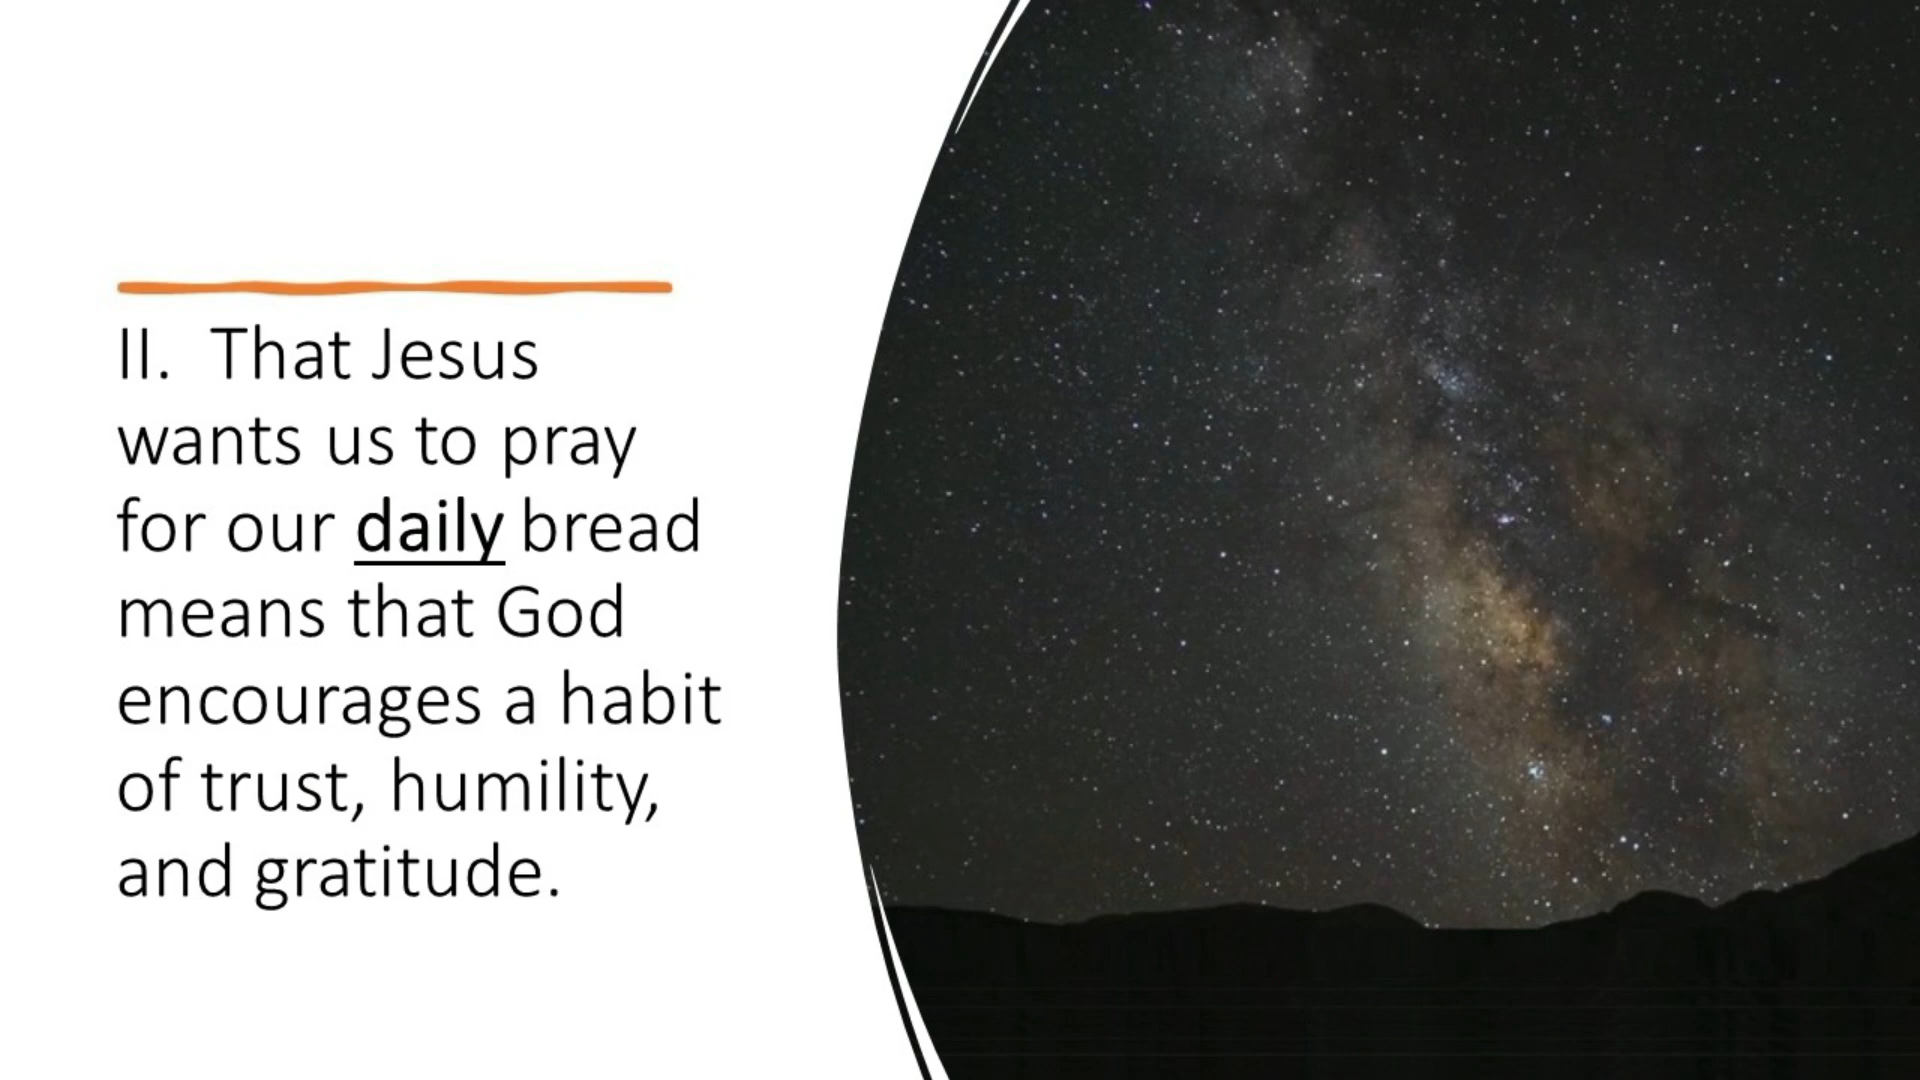 II.  That Jesus
wants us to pray
for our daily bread
means that God
encourages a habit
of trust, humility,
and gratitude.